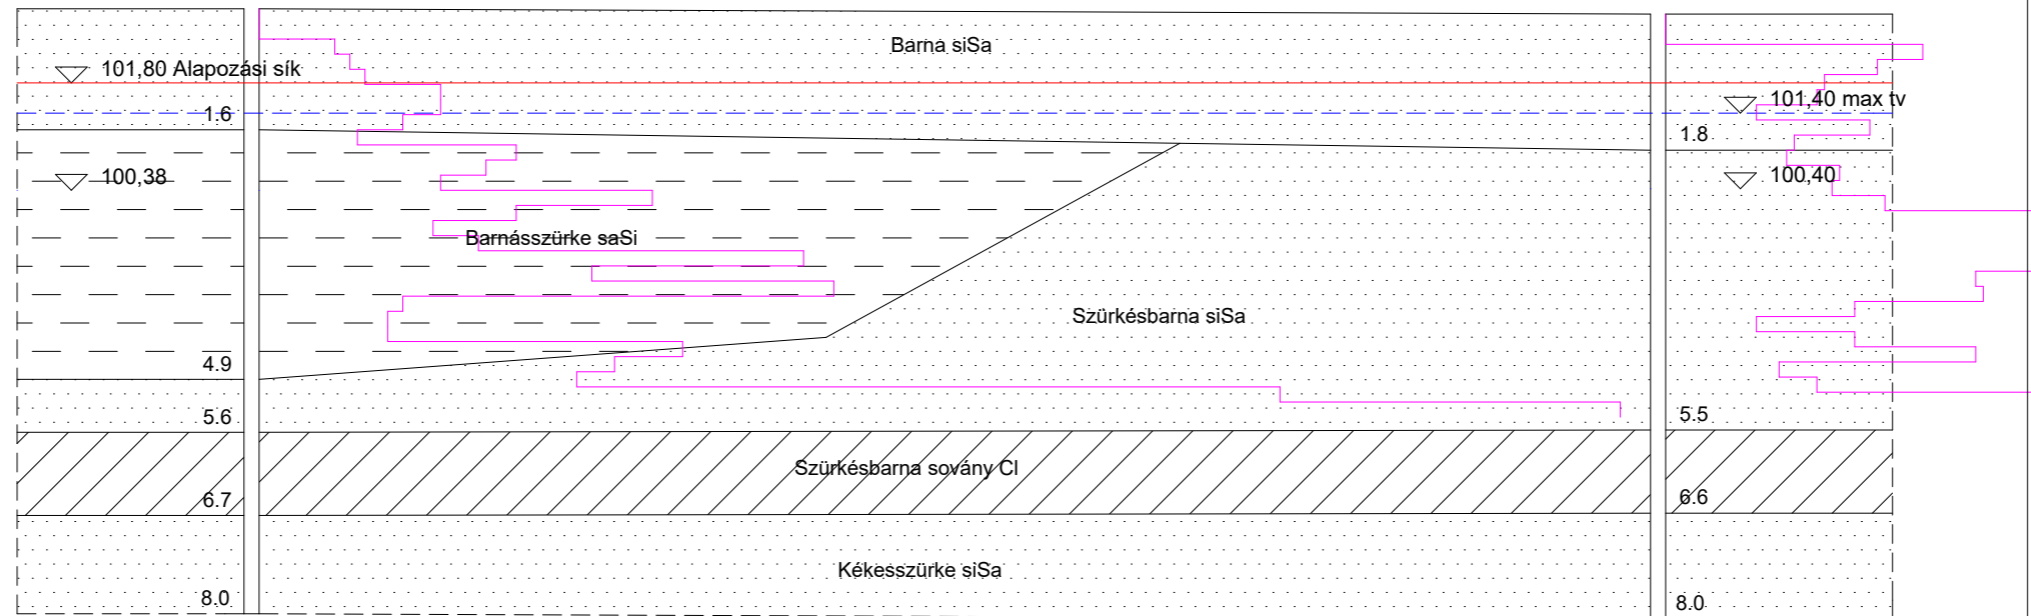 Barna siSa
101,80 Alapozási sík
101,40 max tv
1.6
1.8
100,38
100,40
Barnásszürke saSi
Szürkésbarna siSa
4.9
5.6
5.5
Szürkésbarna sovány Cl
6.7
6.6
Kékesszürke siSa
8.0
8.0